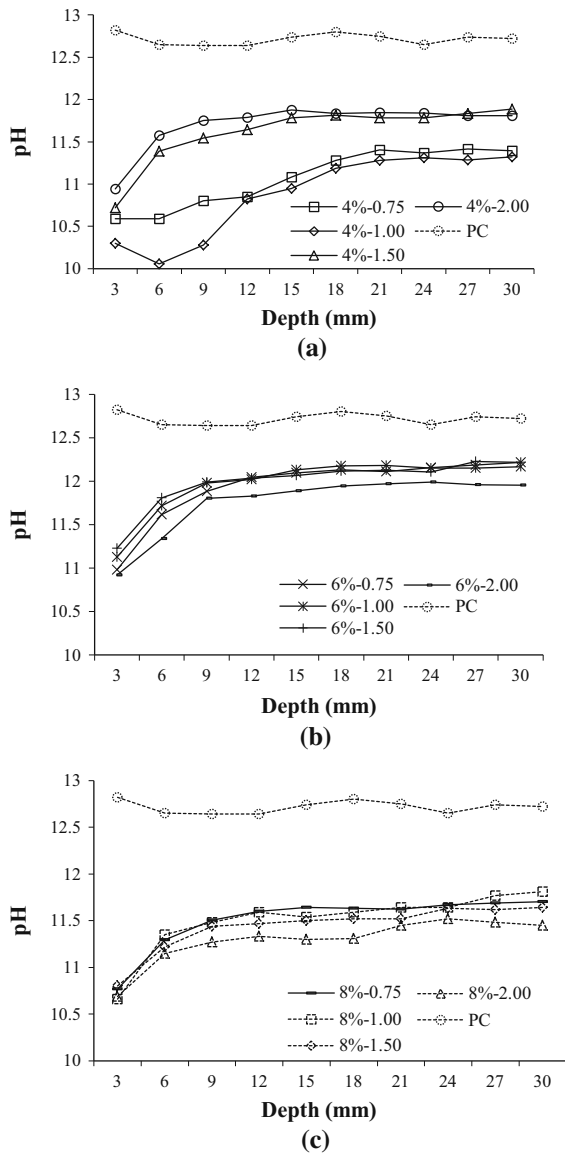 13
12.5
12
11.5
11
10.5
10
pH
4%-0.75 4%-2.00
4%-1.00 PC
4%-1.50
3 6 9 12 15 18 21 24 27 30
Depth (mm)
(a)
13
12.5
12
11.5
11
10.5
10
pH
6%-0.75 6%-2.00
6%-1.00 PC
6%-1.50
3 6 9 12 15 18 21 24 27 30
Depth (mm)
(b)
13
12.5
12
11.5
11
10.5
10
pH
8%-0.75 8%-2.00
8%-1.00 PC
8%-1.50
3 6 9 12 15 18 21 24 27 30
Depth (mm)
(c)